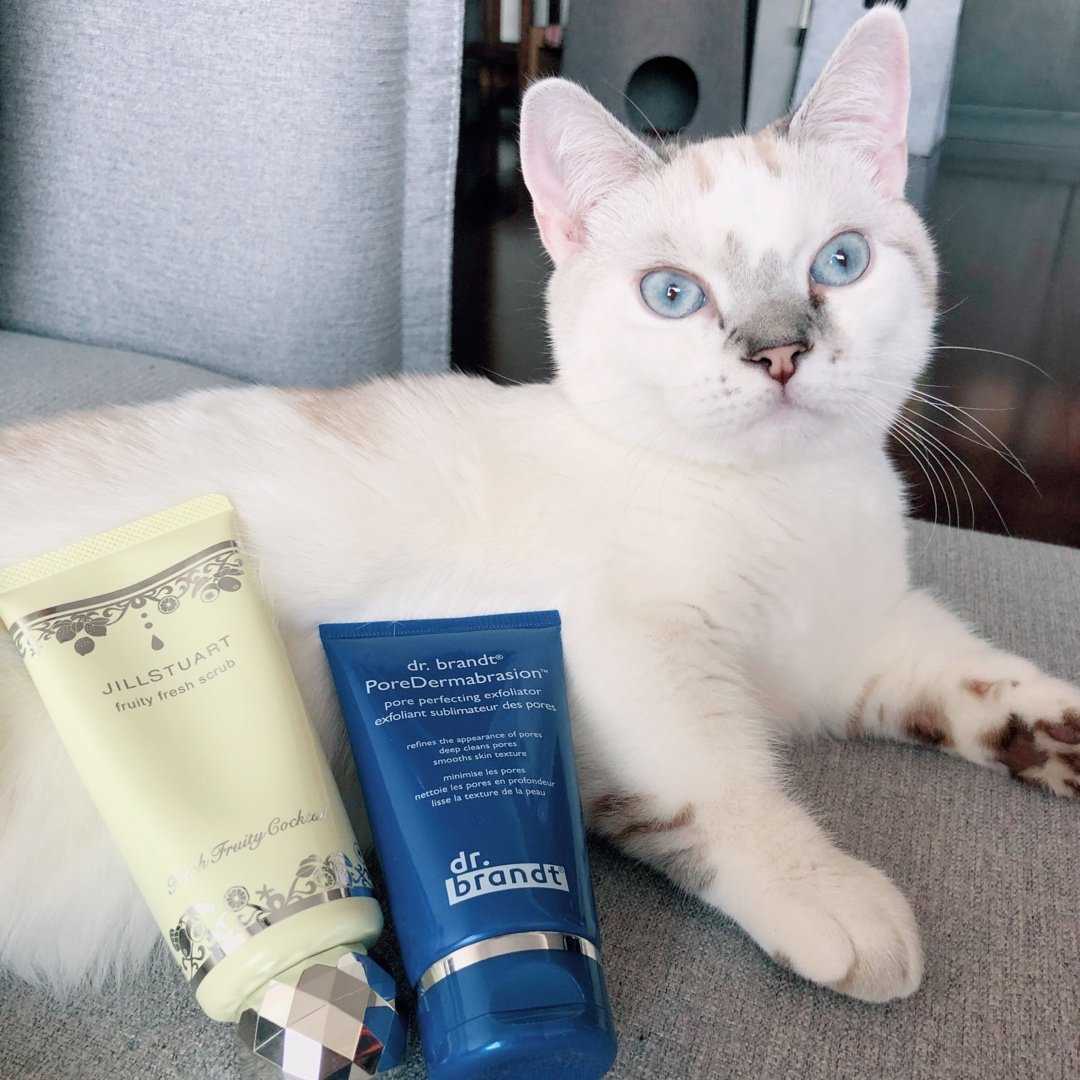 JILLSTUART
fruity fresh scrub
Fresh Fruity Cocktail
dr. brandt®
PoreDermabrasion™
pore perfecting exfoliator
exfoliant sublimateur des pores
refines the appearance of pores
deep cleans pores
smooths skin texture
minimise les pores
nettoie les pores en profondeur
lisse la texture de la peau
dr.
brandt®